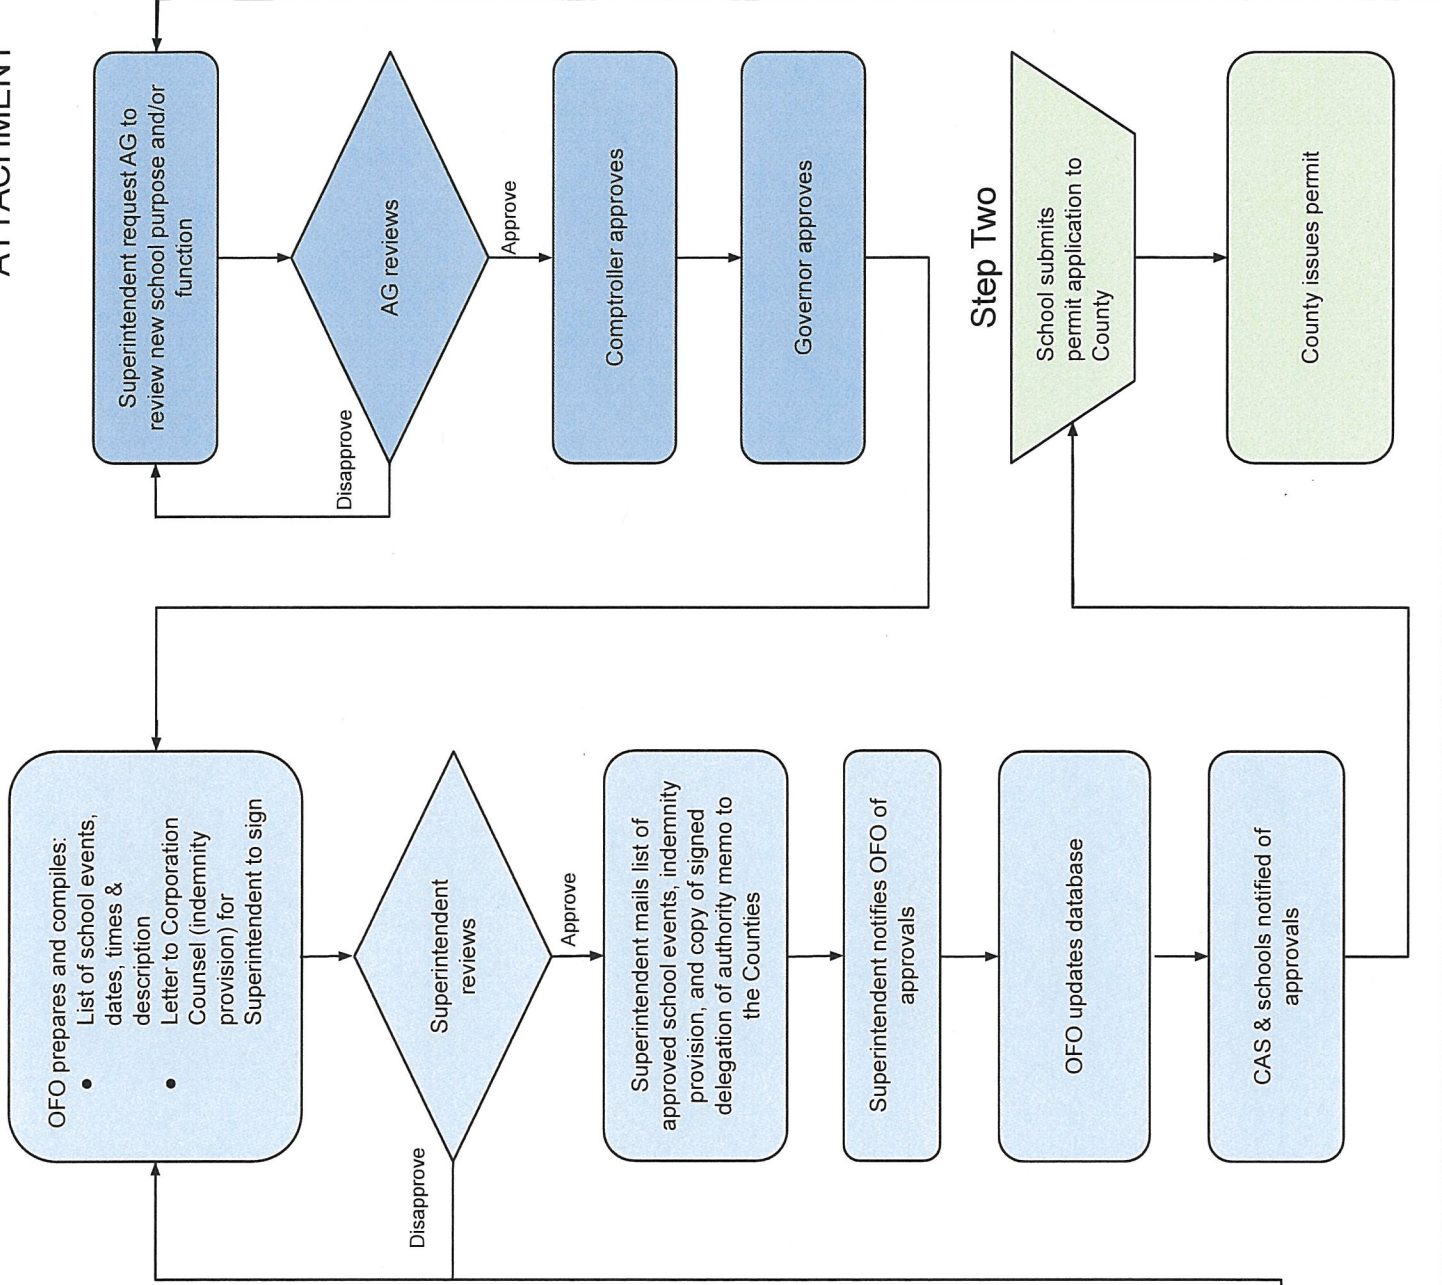 ATTACHMENT
OFO prepares and compiles:
• List of school events,
dates, times &
description
• Letter to Corporation
Counsel (indemnity
provision) for
Superintendent to sign
Disapprove
Superintendent
reviews
Approve
Superintendent mails list of
approved school events, indemnity
provision, and copy of signed
delegation of authority memo to
the Counties
Superintendent notifies OFO of
approvals
OFO updates database
CAS & schools notified of
approvals
Superintendent request AG to
review new school purpose and/or
function
Disapprove
AG reviews
Approve
Comptroller approves
Governor approves
Step Two
School submits
permit application to
County
County issues permit